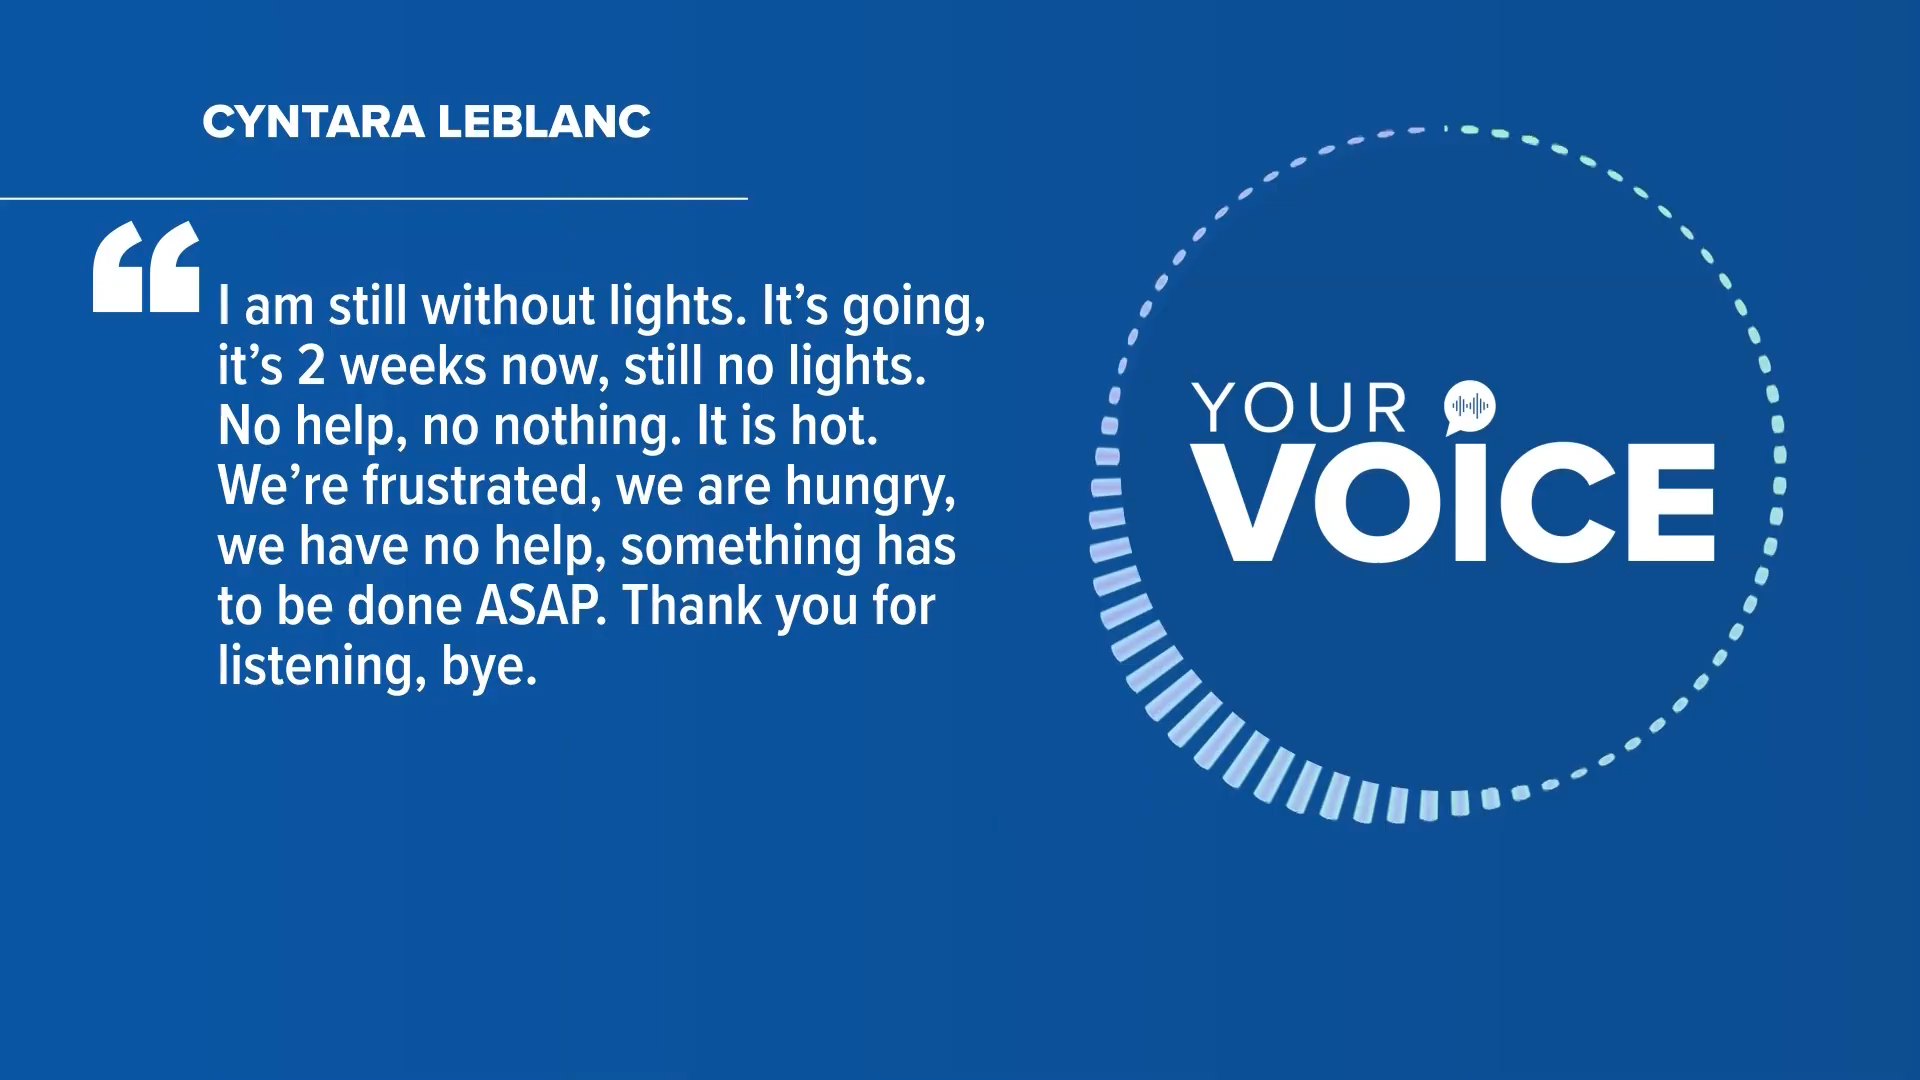 CYNTARA LEBLANC
“
I am still without lights. It’s going,
it’s 2 weeks now, still no lights.
No help, no nothing. It is hot.
We’re frustrated, we are hungry,
we have no help, something has
to be done ASAP. Thank you for
listening, bye.
YOUR
VOICE